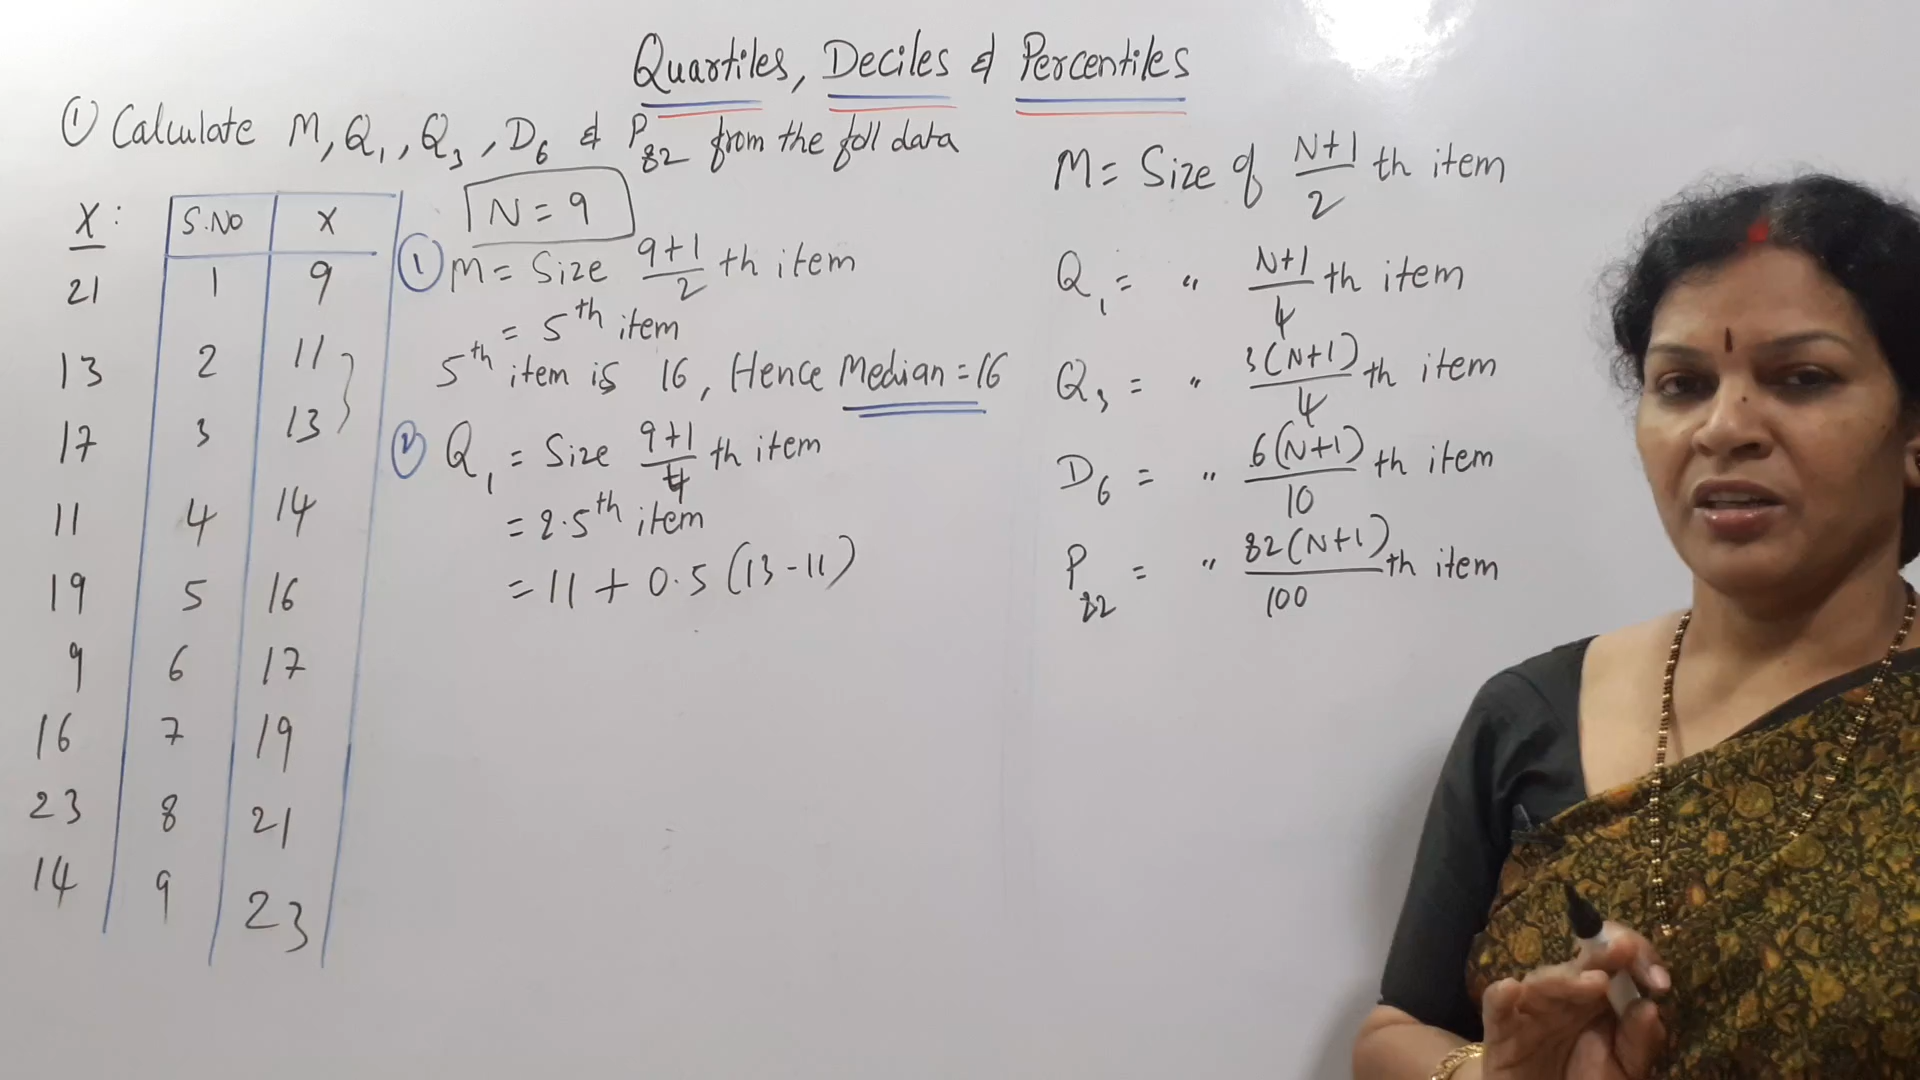 Quartiles, Deciles & Percentiles
① Calculate M, Q1, Q3, D6 & P82 from the foll data
X:
21
13
17
11
19
9
16
23
14
S.No X
1 9
2 11
3 13
4 14
5 16
6 17
7 19
8 21
9 23
N = 9
① M = Size 9+1/2 th item
= 5th item
5th item is 16, Hence Median = 16
② Q1 = Size 9+1/4 th item
= 2.5th item
= 11 + 0.5 (13-11)
M = Size of N+1/2 th item
Q1 = " N+1/4 th item
Q3 = " 3(N+1)/4 th item
D6 = " 6(N+1)/10 th item
P82 = " 82(N+1)/100 th item